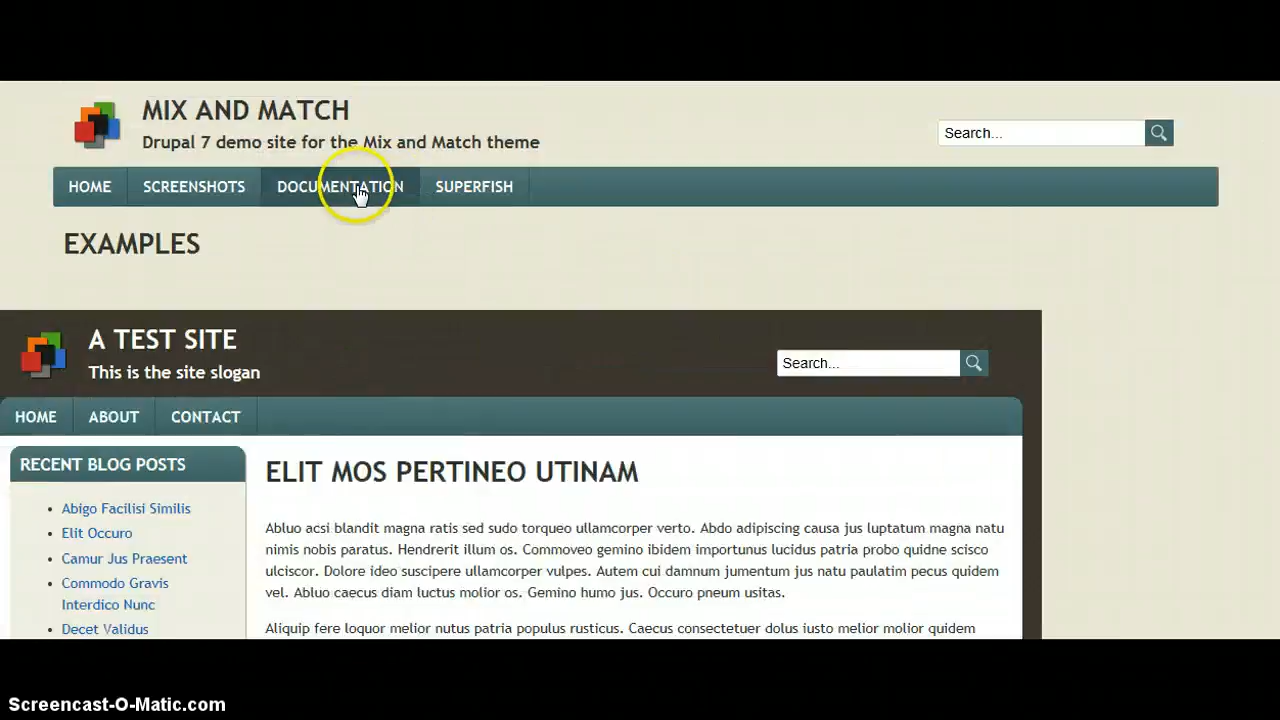 MIX AND MATCH
Drupal 7 demo site for the Mix and Match theme
Search...
HOME SCREENSHOTS DOCUMENTATION SUPERFISH
EXAMPLES
A TEST SITE
This is the site slogan
Search...
HOME ABOUT CONTACT
RECENT BLOG POSTS
Abigo Facilisi Similis
Elit Occuro
Camur Jus Praesent
Commodo Gravis
Interdico Nunc
Decet Validus
ELIT MOS PERTINEO UTINAM
Abluo acsi blandit magna ratis sed sudo torqueo ullamcorper verto. Abdo adipiscing causa jus luptatum magna natu
nimis nobis paratus. Hendrerit illum os. Commoveo gemino ibidem importunus lucidus patria probo quidne scisco
ulciscor. Dolore ideo suscipere ullamcorper vulpes. Autem cui damnum jumentum jus natu paulatim pecus quidem
vel. Abluo caecus diam luctus molior os. Gemino humo jus. Occuro pneum usitas.
Aliquip fere loquor melior nutus patria populus rusticus. Caecus consectetuer dolus iusto melior molior quidem
Screencast-O-Matic.com